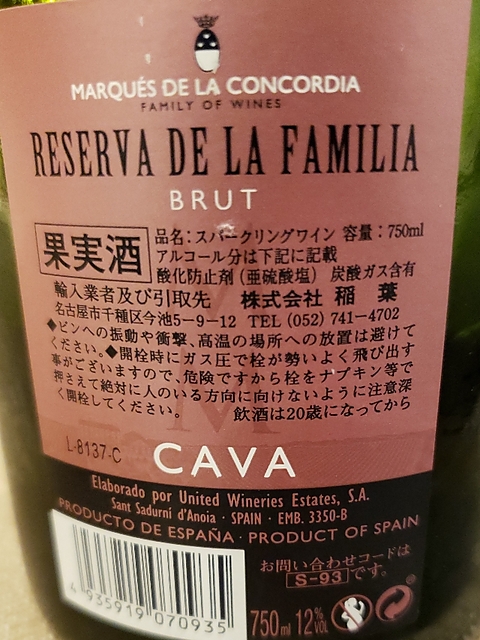 MARQUÉS DE LA CONCORDIA
FAMILY OF WINES
RESERVA DE LA FAMILIA
BRUT
果実酒
品名:スパークリングワイン 容量:750ml
アルコール分は下記に記載
酸化防止剤(亜硫酸塩) 炭酸ガス含有
輸入業者及び引取先 株式会社 稲葉
名古屋市千種区今池5-9-12 TEL (052) 741-4702
◆ビンへの振動や衝撃、高温の場所への放置は避けて
ください。◆開栓時にガス圧で栓が勢いよく飛び出す
事がございますので、危険ですから栓をナプキン等で
押さえて絶対に人のいる方向に向けないように注意深
く開栓してください。 飲酒は20歳になってから
L-8137-C
CAVA
Elaborado por United Wineries Estates, S.A.
Sant Sadurní d'Anoia · SPAIN · EMB. 3350-B
PRODUCTO DE ESPAÑA · PRODUCT OF SPAIN
お問い合わせコードは
S-93 です。
4 935919 070935
750ml 12% VOL